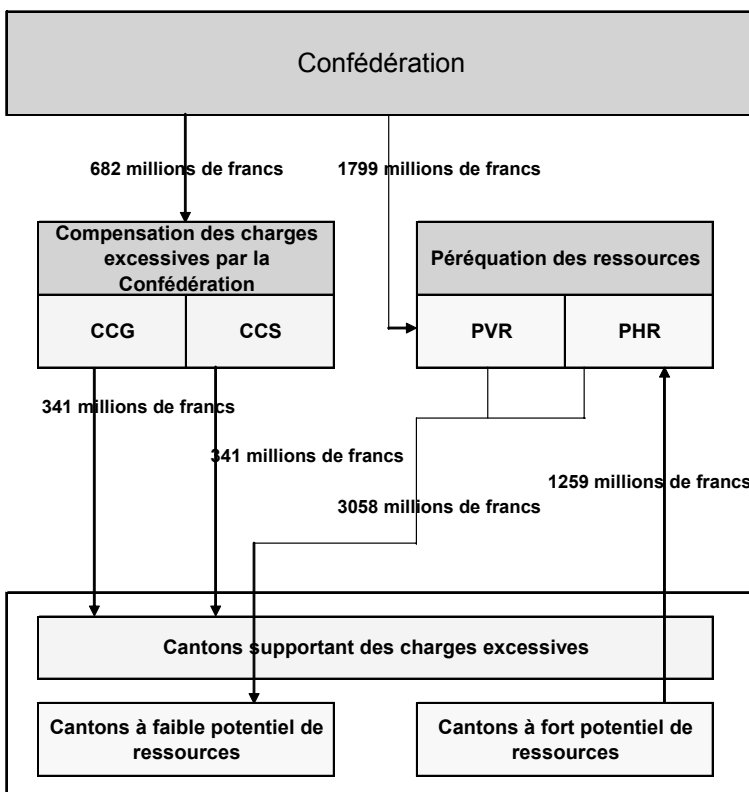 Confédération
682 millions de francs
1799 millions de francs
Compensation des charges
excessives par la
Confédération
Péréquation des ressources
CCG
CCS
PVR
PHR
341 millions de francs
341 millions de francs
1259 millions de francs
3058 millions de francs
Cantons supportant des charges excessives
Cantons à faible potentiel de
ressources
Cantons à fort potentiel de
ressources